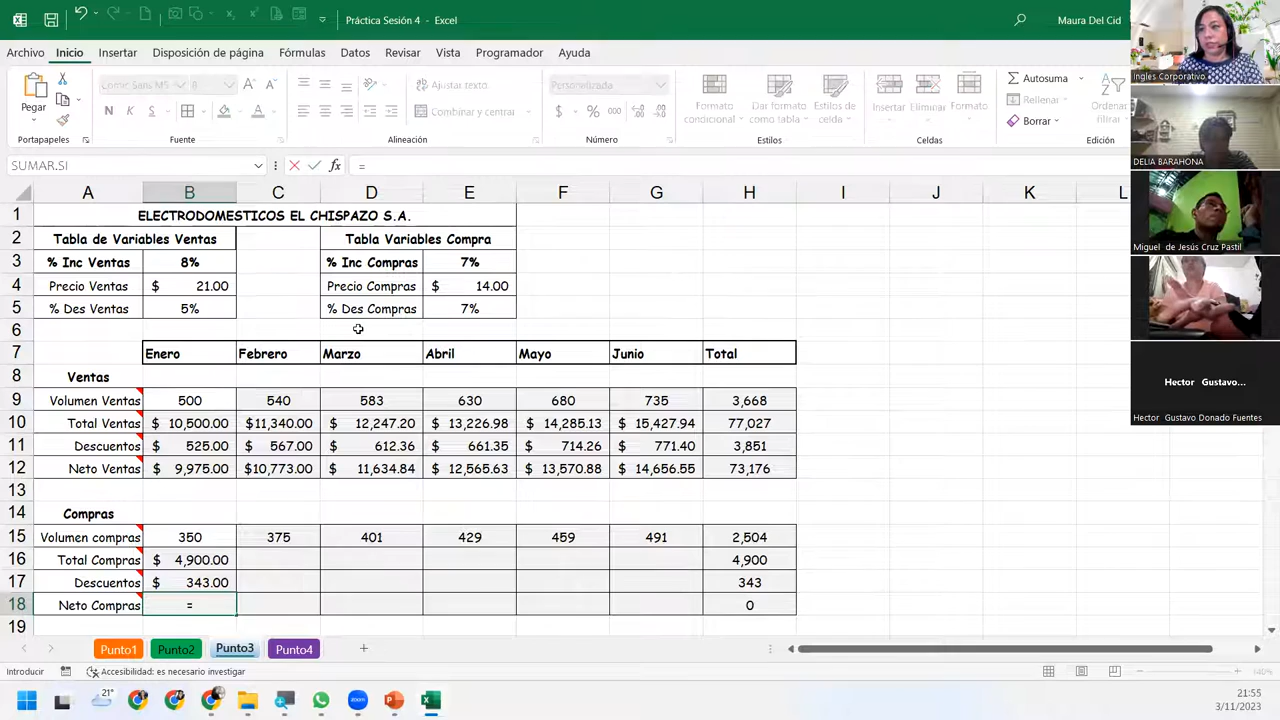 Práctica Sesión 4 - Excel
Maura Del Cid
Archivo Inicio Insertar Disposición de página Fórmulas Datos Revisar Vista Programador Ayuda
Comic Sans MS 8 Ajustar texto Personalizada Autosuma
Pegar Formato condicional Dar formato como tabla Estilos de celda Insertar Eliminar Formato Rellenar Ordenar
N K S Combinar y centrar $ % 000 Borrar
Portapapeles Fuente Alineación Número Estilos Celdas Edición
SUMAR.SI fx =
A B C D E F G H I J K L
1 ELECTRODOMESTICOS EL CHISPAZO S.A.
2 Tabla de Variables Ventas Tabla Variables Compra
3 % Inc Ventas 8% % Inc Compras 7%
4 Precio Ventas $ 21.00 Precio Compras $ 14.00
5 % Des Ventas 5% % Des Compras 7%
6
7 Enero Febrero Marzo Abril Mayo Junio Total
8 Ventas
9 Volumen Ventas 500 540 583 630 680 735 3,668
10 Total Ventas $ 10,500.00 $11,340.00 $ 12,247.20 $ 13,226.98 $ 14,285.13 $ 15,427.94 77,027
11 Descuentos $ 525.00 $ 567.00 $ 612.36 $ 661.35 $ 714.26 $ 771.40 3,851
12 Neto Ventas $ 9,975.00 $10,773.00 $ 11,634.84 $ 12,565.63 $ 13,570.88 $ 14,656.55 73,176
13
14 Compras
15 Volumen compras 350 375 401 429 459 491 2,504
16 Total Compras $ 4,900.00 4,900
17 Descuentos $ 343.00 343
18 Neto Compras = 0
19
Punto1 Punto2 Punto3 Punto4
Introducir Accesibilidad: es necesario investigar
21°
21:55
3/11/2023
Ingles Corporativo
DELIA BARAHONA
Miguel de Jesús Cruz Pastil
Hector Gustavo...
Hector Gustavo Donado Fuentes